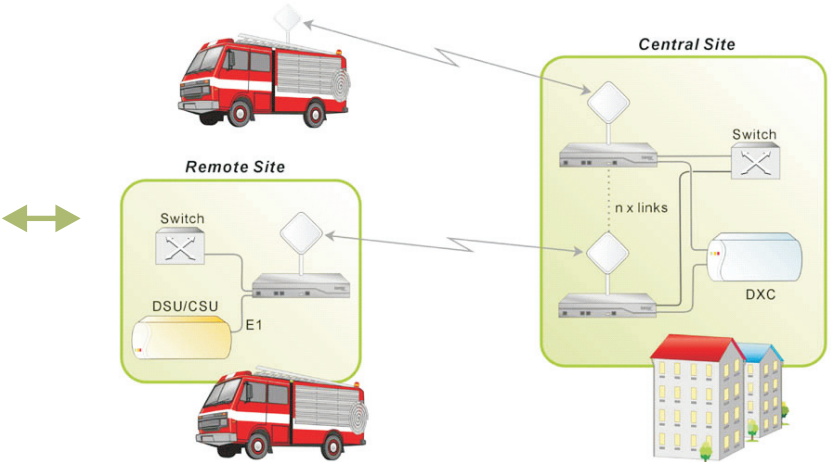 Central Site
Switch
Remote Site
Switch
n x links
DSU/CSU
E1
DXC